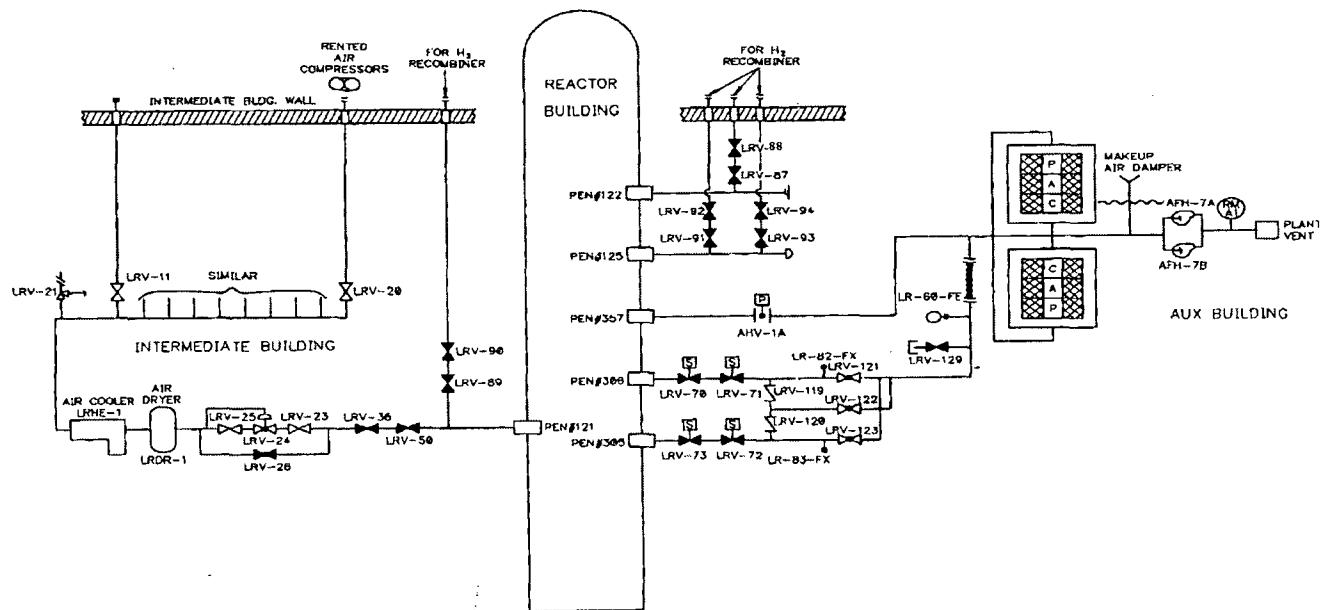 RENTED
AIR
COMPRESSORS
FOR H2
RECOMBINER
INTERMEDIATE BLDG. WALL
REACTOR
BUILDING
FOR H2
RECOMBINER
LRV-88
LRV-87
PEN#122
LRV-92
LRV-94
LRV-91
LRV-93
PEN#125
MAKEUP
AIR DAMPER
P
A
C
AFH-7A
RM
A1
PLANT
VENT
AFH-7B
C
A
P
AUX BUILDING
LRV-21
LRV-11
SIMILAR
LRV-20
INTERMEDIATE BUILDING
PEN#367
P
AHV-1A
LR-60-FE
LRV-129
LRV-90
LRV-89
PEN#308
S
S
LRV-70
LRV-71
LR-82-FX
LRV-121
LRV-119
LRV-122
LRV-120
LRV-123
PEN#305
S
S
LRV-73
LRV-72
LR-83-FX
AIR COOLER
LRHE-1
AIR
DRYER
LRDR-1
LRV-25
LRV-23
LRV-24
LRV-26
LRV-36
LRV-50
PEN#121